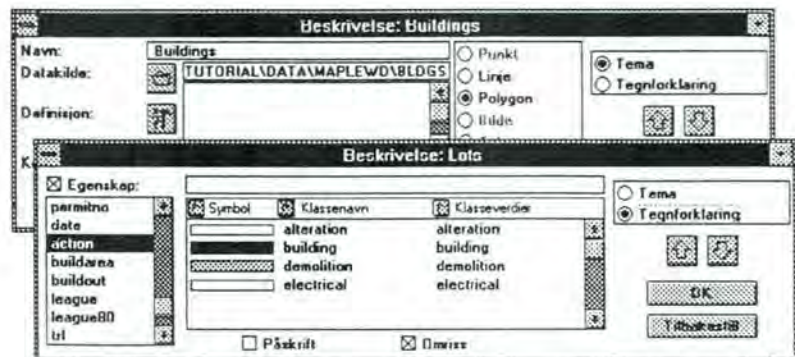 Beskrivelse: Buildings
Navn: Buildings
Datakilde: TUTORIAL\DATA\MAPLEWD\BLDGS
Definisjon:
Punkt
Linje
Polygon
Bilde
Tema
Tegnforklaring
K
Beskrivelse: Lots
Egenskap:
permitno
date
action
buildarea
buildout
league
league80
Symbol Klassenavn Klasseverdier
alteration alteration
building building
demolition demolition
electrical electrical
Påskrift Omriss
Tema
Tegnforklaring
OK
Tilbakestill